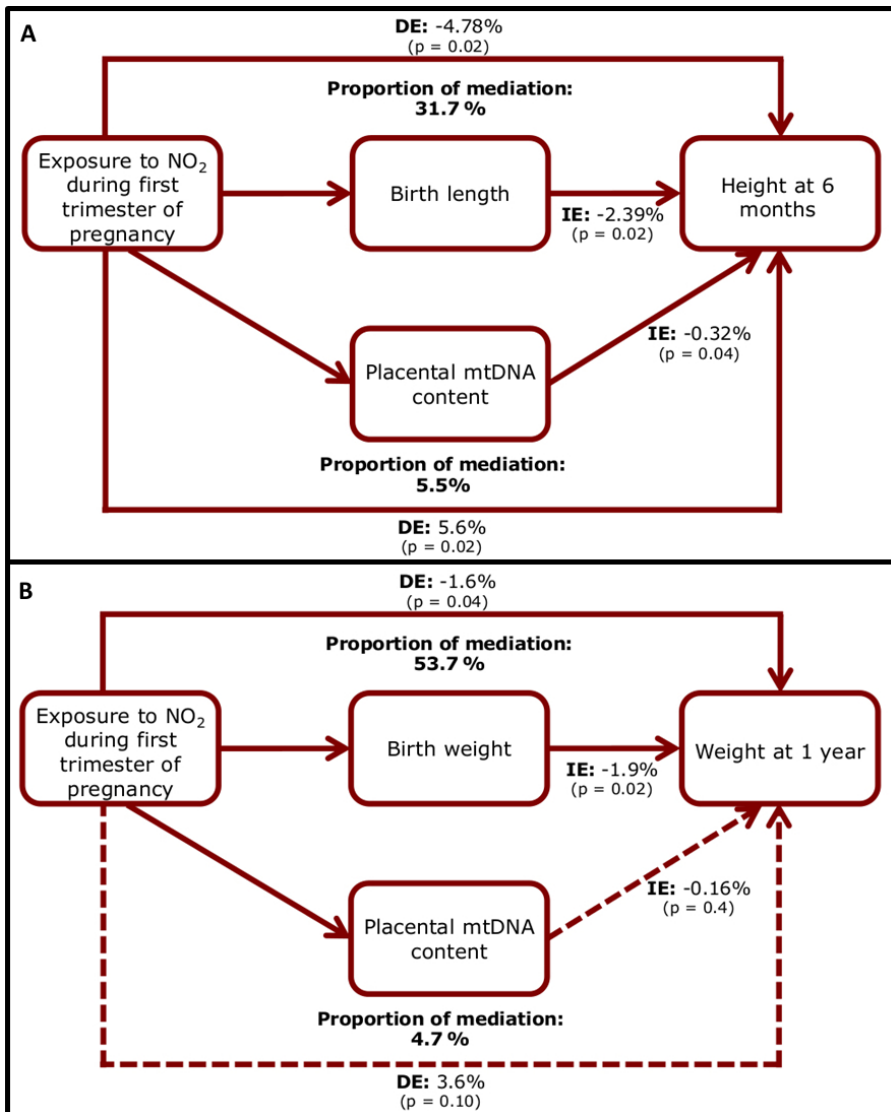 A
DE: -4.78%
(p = 0.02)
Proportion of mediation:
31.7 %
Exposure to NO₂
during first
trimester of
pregnancy
Birth length
IE: -2.39%
(p = 0.02)
Height at 6
months
Placental mtDNA
content
IE: -0.32%
(p = 0.04)
Proportion of mediation:
5.5%
DE: 5.6%
(p = 0.02)
B
DE: -1.6%
(p = 0.04)
Proportion of mediation:
53.7 %
Exposure to NO₂
during first
trimester of
pregnancy
Birth weight
IE: -1.9%
(p = 0.02)
Weight at 1 year
Placental mtDNA
content
IE: -0.16%
(p = 0.4)
Proportion of mediation:
4.7 %
DE: 3.6%
(p = 0.10)